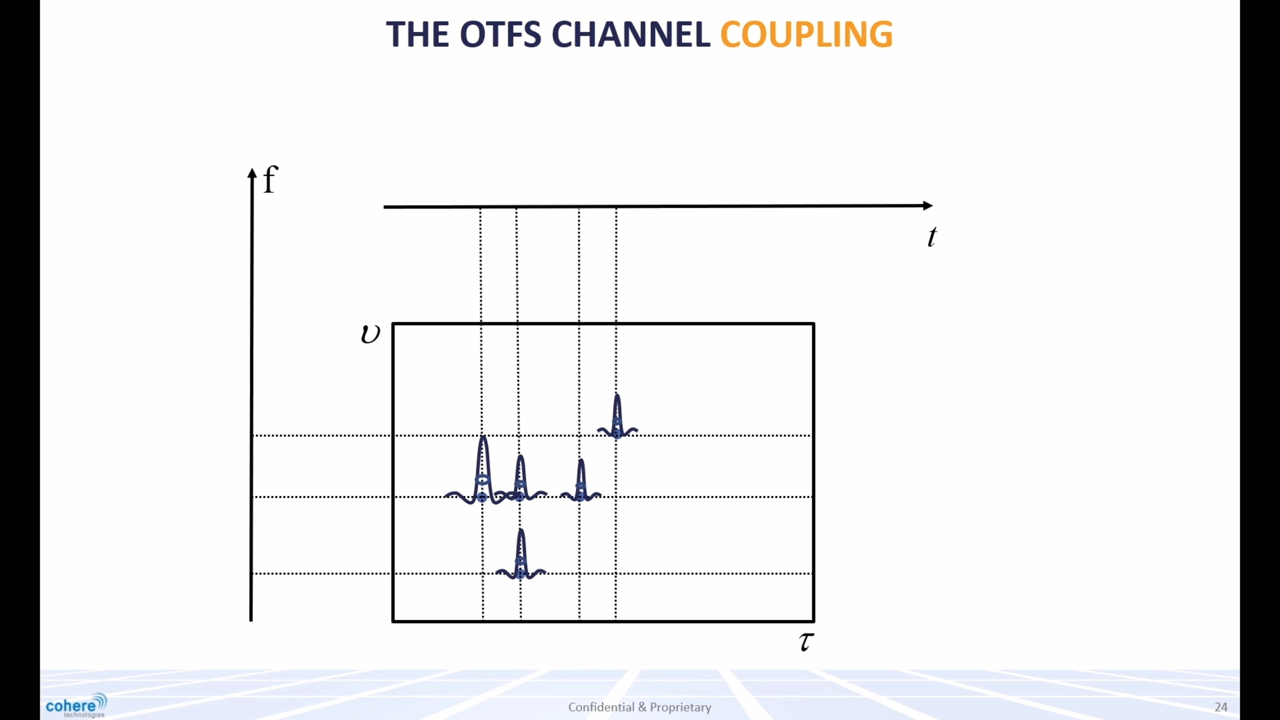 THE OTFS CHANNEL COUPLING
f
t
υ
τ
cohere
technologies
Confidential & Proprietary
24